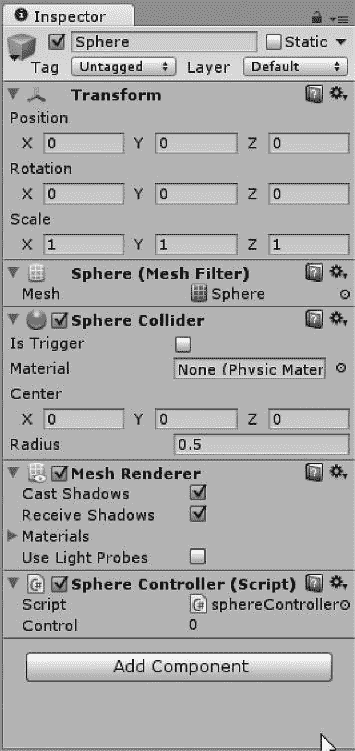 Inspector
Sphere Static
Tag Untagged Layer Default
Transform
Position
X 0 Y 0 Z 0
Rotation
X 0 Y 0 Z 0
Scale
X 1 Y 1 Z 1
Sphere (Mesh Filter)
Mesh Sphere
Sphere Collider
Is Trigger
Material None (Physic Mater
Center
X 0 Y 0 Z 0
Radius 0.5
Mesh Renderer
Cast Shadows
Receive Shadows
Materials
Use Light Probes
C# Sphere Controller (Script)
Script C# sphereController
Control 0
Add Component